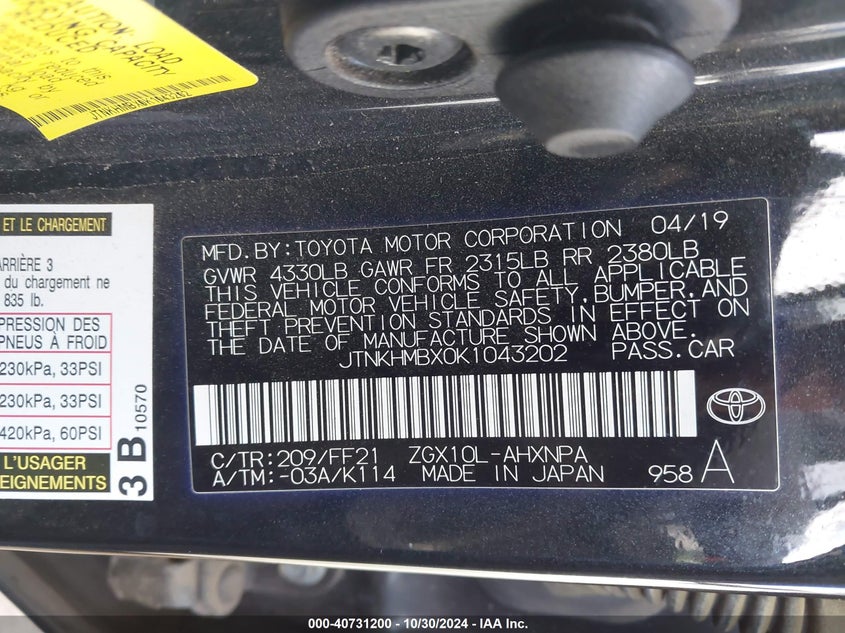 CAUTION: LOAD
CAPACITY
REDUCED
ET LE CHARGEMENT
ARRIÈRE 3
du chargement ne
835 lb.
PRESSION DES
PNEUS À FROID
230kPa, 33PSI
230kPa, 33PSI
420kPa, 60PSI
L'USAGER
3 B 10570
MFD. BY: TOYOTA MOTOR CORPORATION 04/19
GVWR 4330LB GAWR FR 2315LB RR 2380LB
THIS VEHICLE CONFORMS TO ALL APPLICABLE
FEDERAL MOTOR VEHICLE SAFETY, BUMPER, AND
THEFT PREVENTION STANDARDS IN EFFECT ON
THE DATE OF MANUFACTURE SHOWN ABOVE.
JTNKHMBX0K1043202 PASS. CAR
C/TR: 209/FF21 ZGX10L-AHXNPA
A/TM: -03A/K114 MADE IN JAPAN 958 A
000-40731200 - 10/30/2024 - IAA Inc.